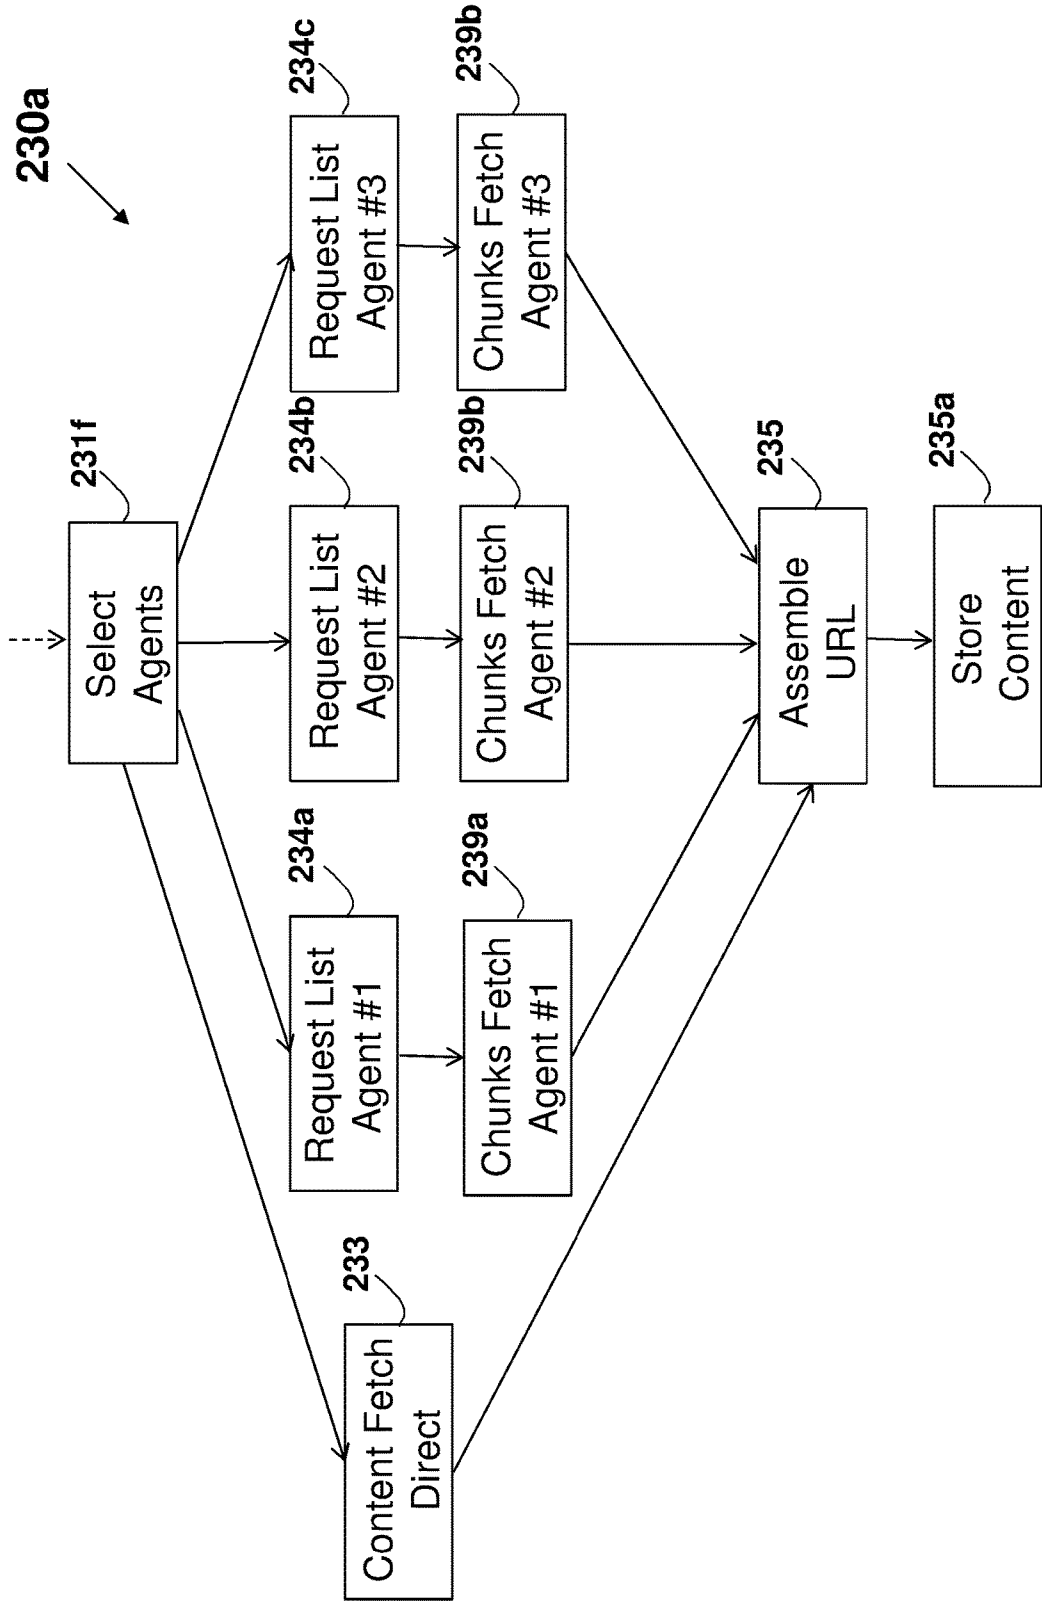 230a
231f
Select
Agents
234a
Request List
Agent #1
234b
Request List
Agent #2
234c
Request List
Agent #3
233
Content Fetch
Direct
239a
Chunks Fetch
Agent #1
239b
Chunks Fetch
Agent #2
239b
Chunks Fetch
Agent #3
235
Assemble
URL
235a
Store
Content